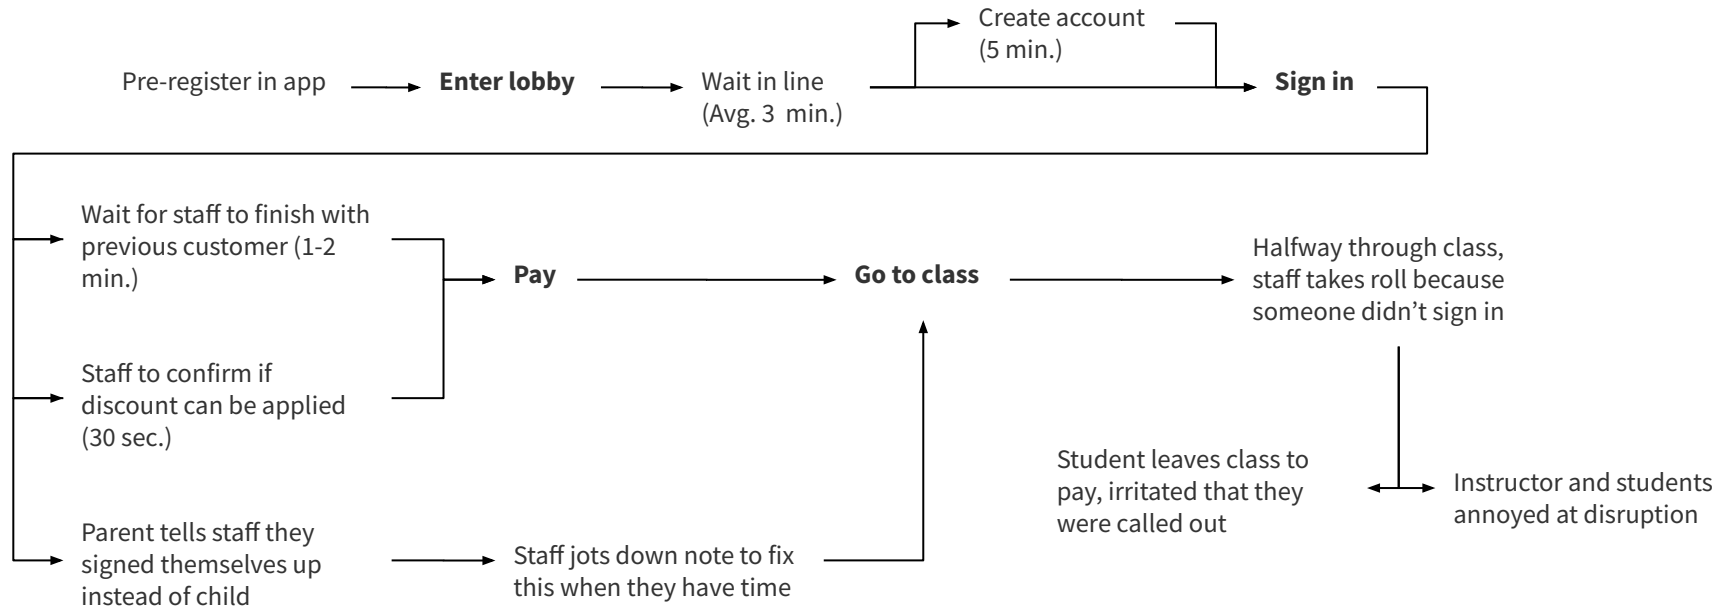 Create account
(5 min.)
Pre-register in app
Enter lobby
Wait in line
(Avg. 3  min.)
Sign in
Wait for staff to finish with
previous customer (1-2
min.)
Pay
Go to class
Halfway through class,
staff takes roll because
someone didn’t sign in
Staff to confirm if
discount can be applied
(30 sec.)
Student leaves class to
pay, irritated that they
were called out
Instructor and students
annoyed at disruption
Parent tells staff they
signed themselves up
instead of child
Staff jots down note to fix
this when they have time